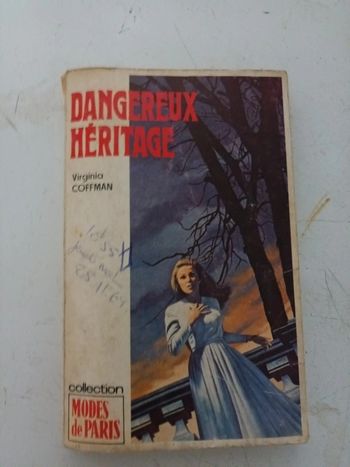 DANGEREUX
HÉRITAGE
Virginia
COFFMAN
collection
MODES
de PARIS